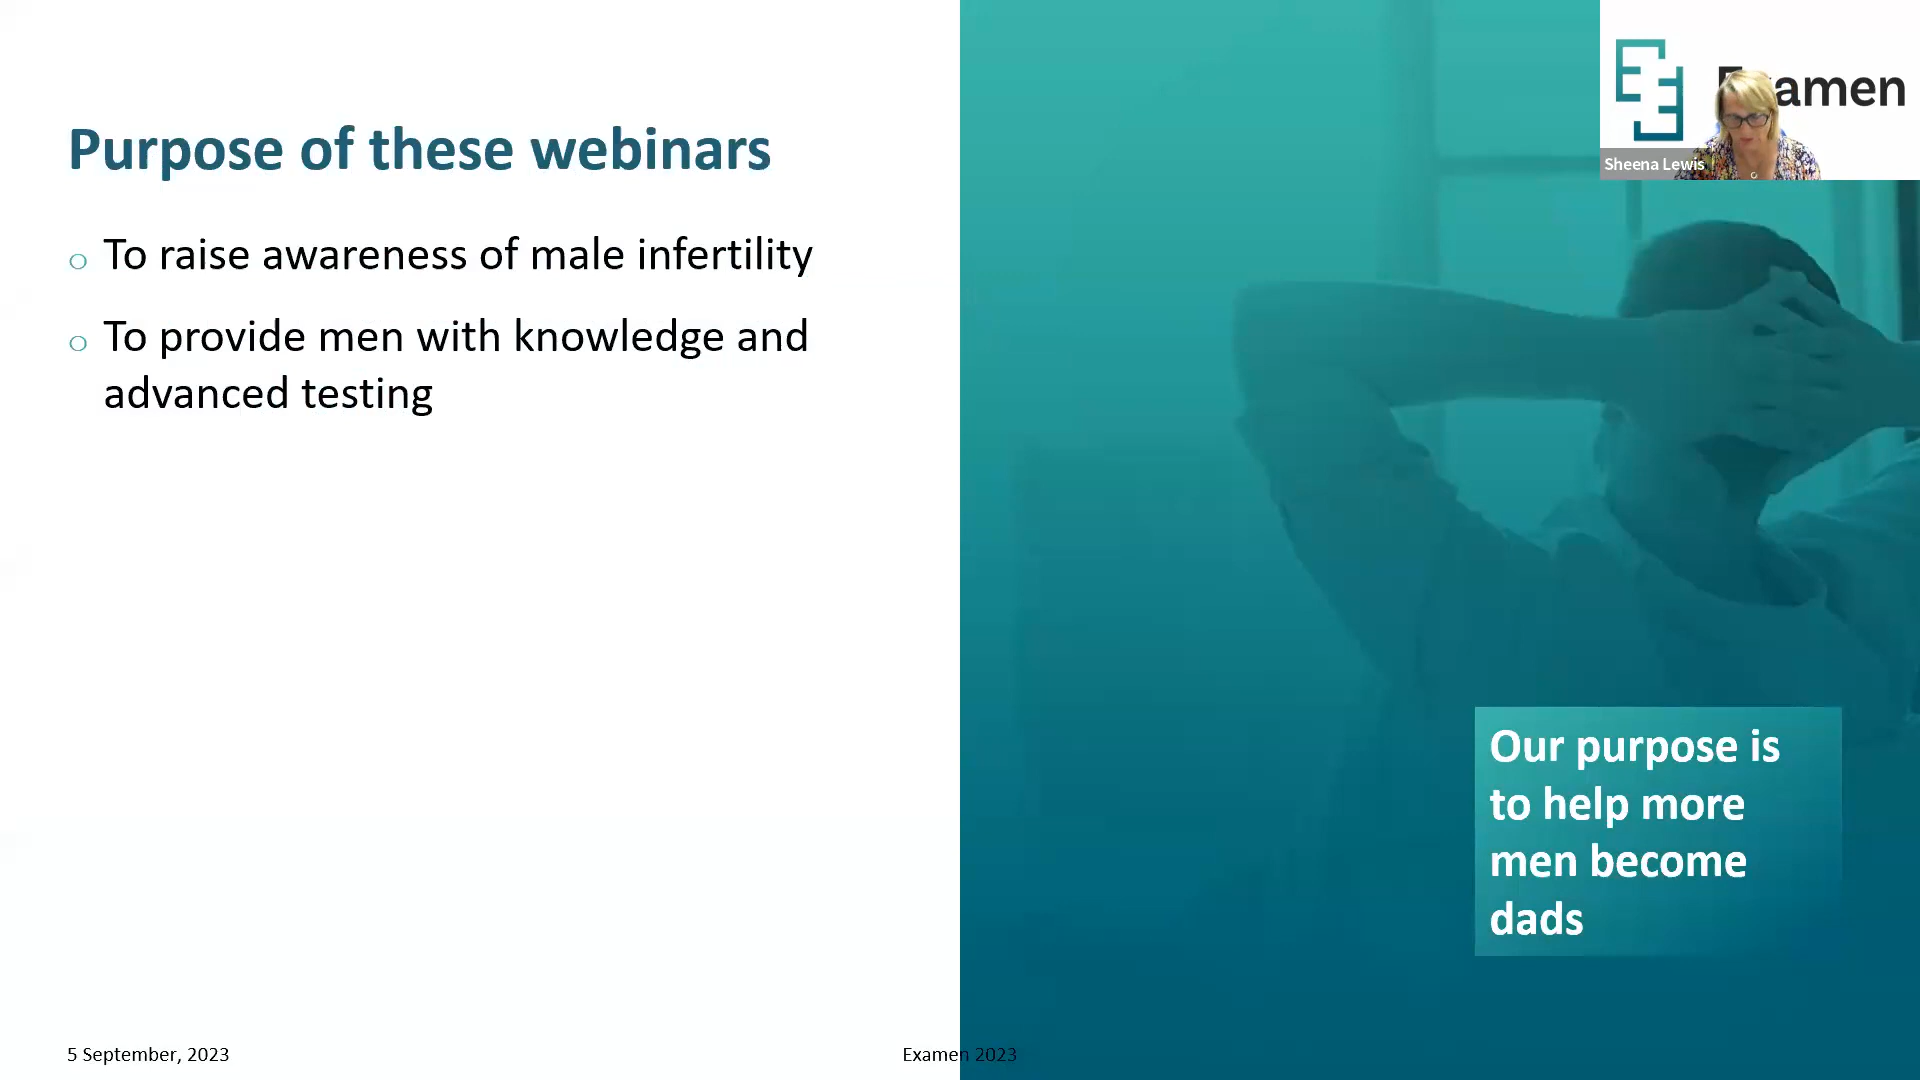 Purpose of these webinars
To raise awareness of male infertility
To provide men with knowledge and
advanced testing
amen
Sheena Lewis
Our purpose is
to help more
men become
dads
5 September, 2023
Examen 2023